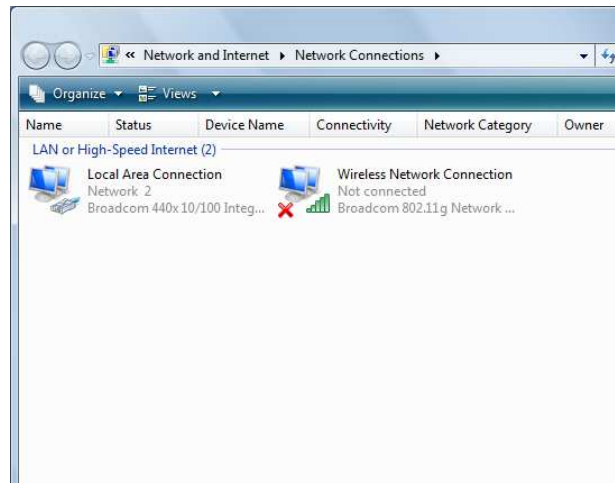 « Network and Internet ▸ Network Connections ▸
Organize Views
Name Status Device Name Connectivity Network Category Owner
LAN or High-Speed Internet (2)
Local Area Connection
Network 2
Broadcom 440x 10/100 Integ...
Wireless Network Connection
Not connected
Broadcom 802.11g Network ...